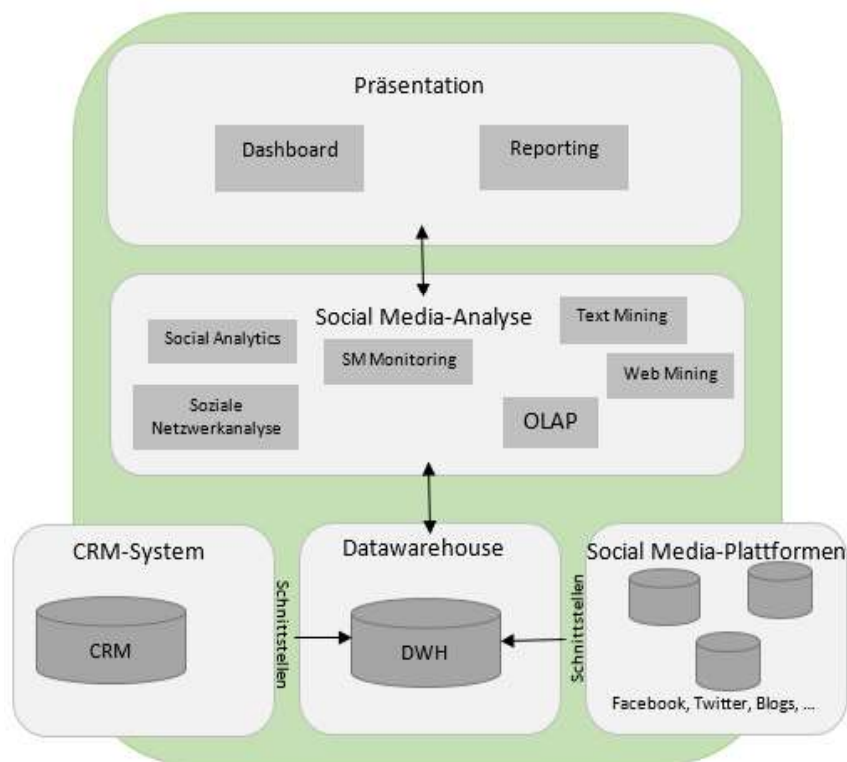 Präsentation
Dashboard
Reporting
Social Media-Analyse
Social Analytics
SM Monitoring
Text Mining
Web Mining
Soziale
Netzwerkanalyse
OLAP
CRM-System
CRM
Schnittstellen
Datawarehouse
DWH
Schnittstellen
Social Media-Plattformen
Facebook, Twitter, Blogs, ...